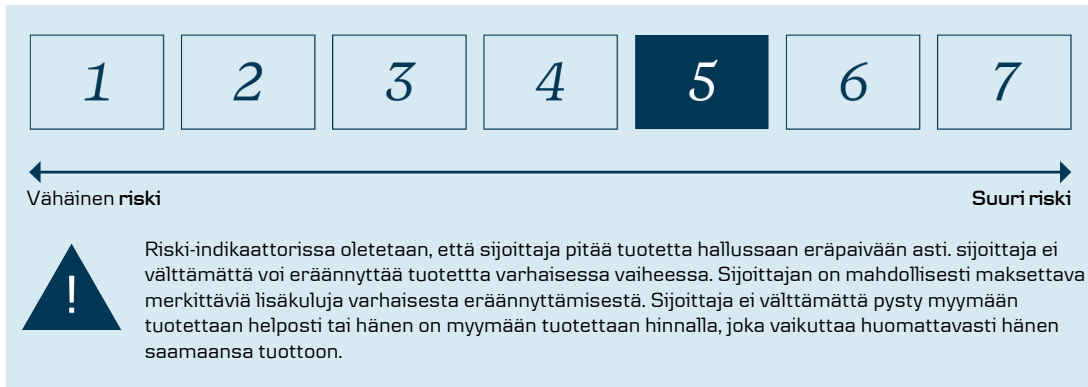 1 2 3 4 5 6 7
Vähäinen riski Suuri riski
!
Riski-indikaattorissa oletetaan, että sijoittaja pitää tuotetta hallussaan eräpaivään asti. sijoittaja ei
välttämättä voi eräännyttää tuotettta varhaisessa vaiheessa. Sijoittajan on mahdollisesti maksettava
merkittäviä lisäkuluja varhaisesta eräännyttämisestä. Sijoittaja ei välttämättä pysty myymään
tuotettaan helposti tai hänen on myymään tuotettaan hinnalla, joka vaikuttaa huomattavasti hänen
saamaansa tuottoon.